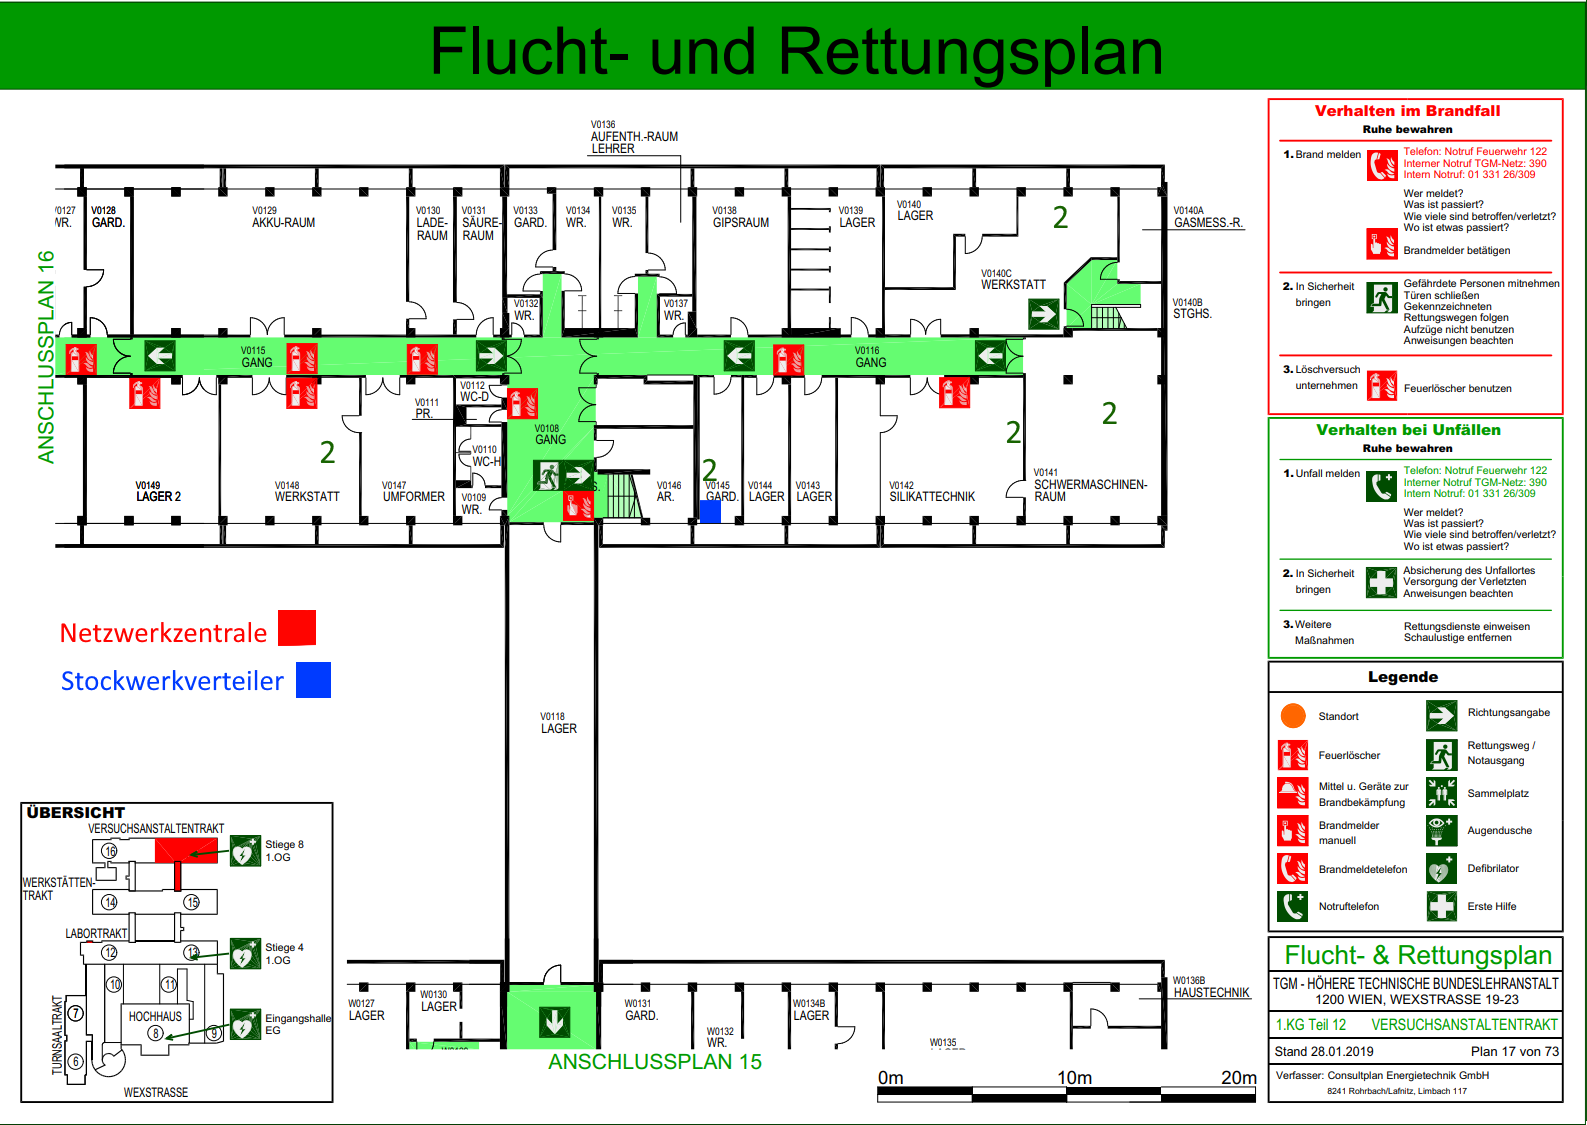 Flucht- und Rettungsplan
V0136
AUFENTH.-RAUM
LEHRER
V0127
WR.
V0128
GARD.
V0129
AKKU-RAUM
V0130
LADE-
RAUM
V0131
SÄURE-
RAUM
V0133
GARD.
V0134
WR.
V0135
WR.
V0138
GIPSRAUM
V0139
LAGER
V0140
LAGER
2
V0140A
GASMESS.-R.
V0140C
WERKSTATT
V0140B
STGHS.
V0132
WR.
V0137
WR.
ANSCHLUSSPLAN 16
V0115
GANG
V0116
GANG
V0112
WC-D
V0111
PR.
V0108
GANG
V0110
WC-H
V0109
WR.
S.
2
V0149
LAGER 2
V0148
WERKSTATT
V0147
UMFORMER
V0146
AR.
2
V0145
GARD.
V0144
LAGER
V0143
LAGER
V0142
SILIKATTECHNIK
2
2
V0141
SCHWERMASCHINEN-
RAUM
Netzwerkzentrale
Stockwerkverteiler
V0118
LAGER
W0127
LAGER
W0130
LAGER
W0131
GARD.
W0132
WR.
W0134B
LAGER
W0135
W0136B
HAUSTECHNIK
ANSCHLUSSPLAN 15
0m
10m
20m
ÜBERSICHT
VERSUCHSANSTALTENTRAKT
16
Stiege 8
1.OG
WERKSTÄTTEN-
TRAKT
14
15
LABORTRAKT
12
13
Stiege 4
1.OG
10
11
TURNSAALTRAKT
7
HOCHHAUS
8
9
6
Eingangshalle
EG
WEXSTRASSE
Verhalten im Brandfall
Ruhe bewahren
1. Brand melden
Telefon: Notruf Feuerwehr 122
Interner Notruf TGM-Netz: 390
Intern Notruf: 01 331 26/309
Wer meldet?
Was ist passiert?
Wie viele sind betroffen/verletzt?
Wo ist etwas passiert?
Brandmelder betätigen
2. In Sicherheit
bringen
Gefährdete Personen mitnehmen
Türen schließen
Gekennzeichneten
Rettungswegen folgen
Aufzüge nicht benutzen
Anweisungen beachten
3. Löschversuch
unternehmen
Feuerlöscher benutzen
Verhalten bei Unfällen
Ruhe bewahren
1. Unfall melden
Telefon: Notruf Feuerwehr 122
Interner Notruf TGM-Netz: 390
Intern Notruf: 01 331 26/309
Wer meldet?
Was ist passiert?
Wie viele sind betroffen/verletzt?
Wo ist etwas passiert?
2. In Sicherheit
bringen
Absicherung des Unfallortes
Versorgung der Verletzten
Anweisungen beachten
3. Weitere
Maßnahmen
Rettungsdienste einweisen
Schaulustige entfernen
Legende
Standort
Richtungsangabe
Feuerlöscher
Rettungsweg /
Notausgang
Mittel u. Geräte zur
Brandbekämpfung
Sammelplatz
Brandmelder
manuell
Augendusche
Brandmeldetelefon
Defibrilator
Notruftelefon
Erste Hilfe
Flucht- & Rettungsplan
TGM - HÖHERE TECHNISCHE BUNDESLEHRANSTALT
1200 WIEN, WEXSTRASSE 19-23
1.KG Teil 12 VERSUCHSANSTALTENTRAKT
Stand 28.01.2019 Plan 17 von 73
Verfasser: Consultplan Energietechnik GmbH
8241 Rohrbach/Lafnitz, Limbach 117